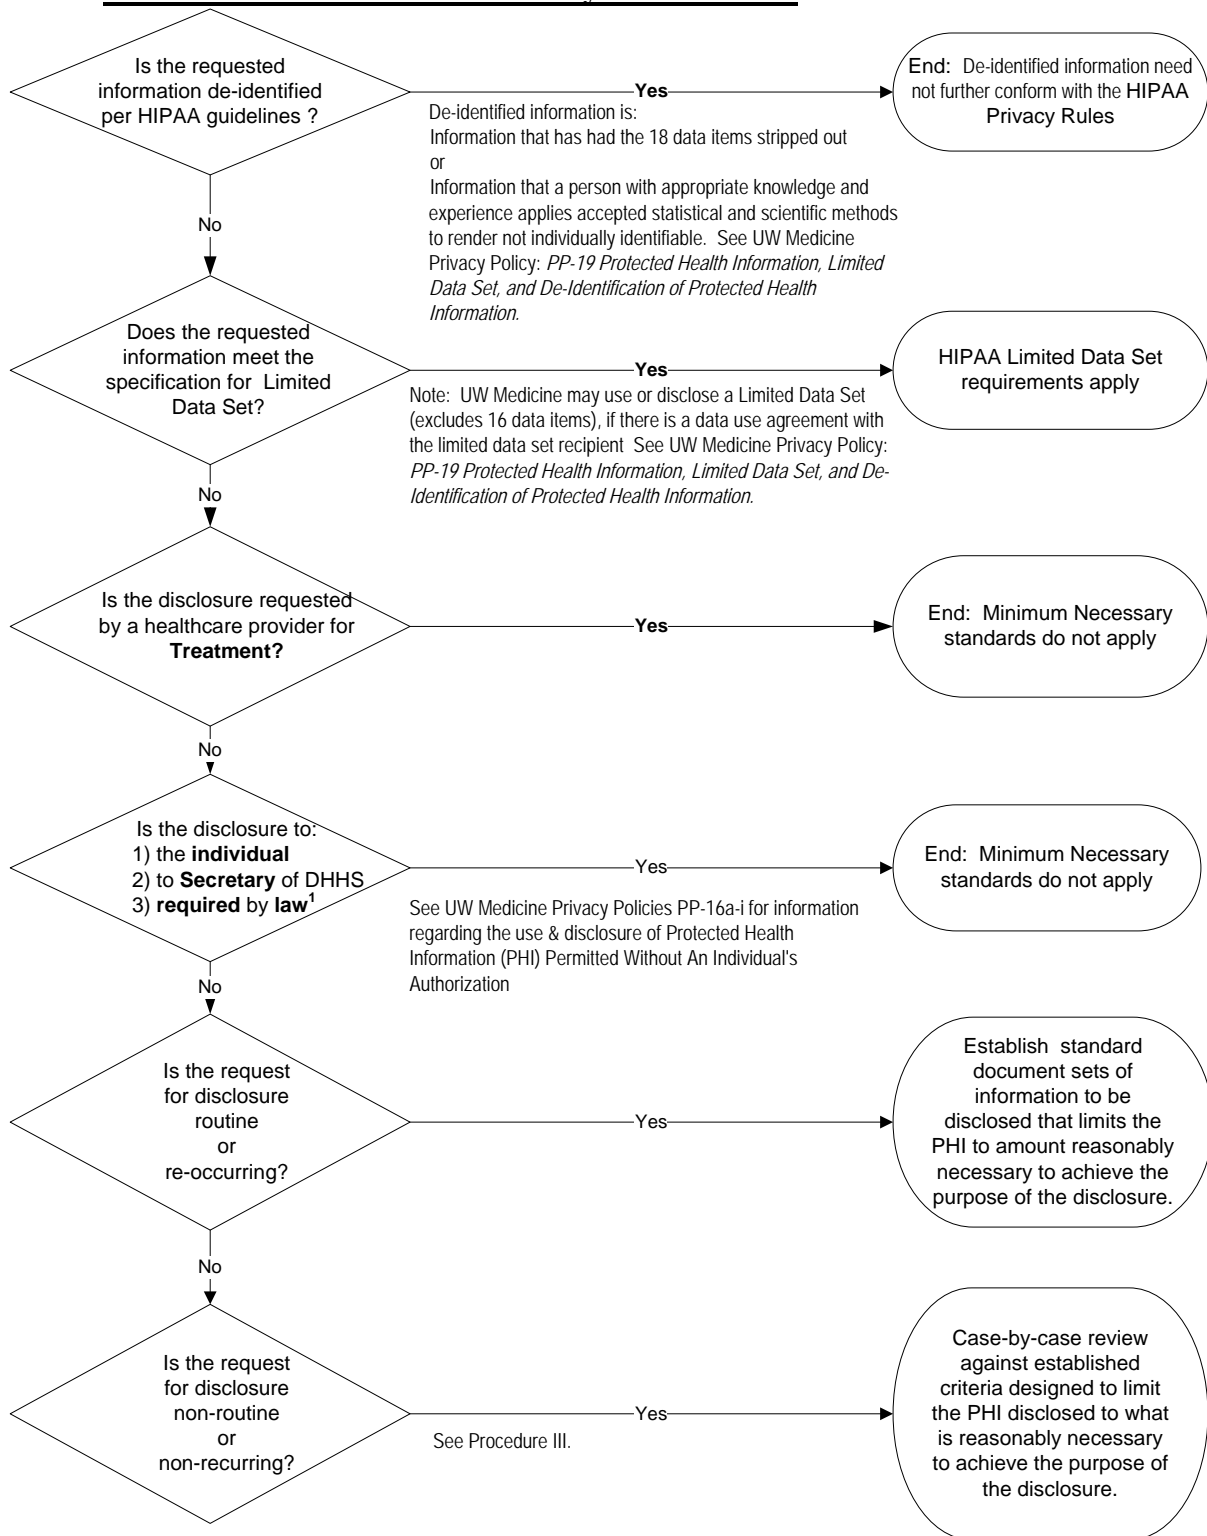 Is the requested
information de-identified
per HIPAA guidelines ?
Yes
End: De-identified information need
not further conform with the HIPAA
Privacy Rules
De-identified information is:
Information that has had the 18 data items stripped out
or
Information that a person with appropriate knowledge and
experience applies accepted statistical and scientific methods
to render not individually identifiable. See UW Medicine
Privacy Policy: PP-19 Protected Health Information, Limited
Data Set, and De-Identification of Protected Health
Information.
No
Does the requested
information meet the
specification for Limited
Data Set?
Yes
HIPAA Limited Data Set
requirements apply
Note: UW Medicine may use or disclose a Limited Data Set
(excludes 16 data items), if there is a data use agreement with
the limited data set recipient See UW Medicine Privacy Policy:
PP-19 Protected Health Information, Limited Data Set, and De-
Identification of Protected Health Information.
No
Is the disclosure requested
by a healthcare provider for
Treatment?
Yes
End: Minimum Necessary
standards do not apply
No
Is the disclosure to:
1) the individual
2) to Secretary of DHHS
3) required by law¹
Yes
End: Minimum Necessary
standards do not apply
See UW Medicine Privacy Policies PP-16a-i for information
regarding the use & disclosure of Protected Health
Information (PHI) Permitted Without An Individual's
Authorization
No
Is the request
for disclosure
routine
or
re-occurring?
Yes
Establish standard
document sets of
information to be
disclosed that limits the
PHI to amount reasonably
necessary to achieve the
purpose of the disclosure.
No
Is the request
for disclosure
non-routine
or
non-recurring?
Yes
See Procedure III.
Case-by-case review
against established
criteria designed to limit
the PHI disclosed to what
is reasonably necessary
to achieve the purpose of
the disclosure.